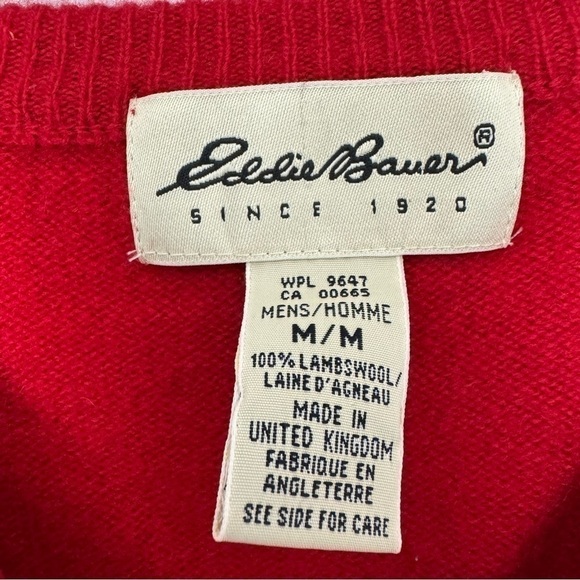 Eddie Bauer®
SINCE 1920
WPL 9647
CA 00665
MENS/HOMME
M/M
100% LAMBSWOOL/
LAINE D'AGNEAU
MADE IN
UNITED KINGDOM
FABRIQUE EN
ANGLETERRE
SEE SIDE FOR CARE